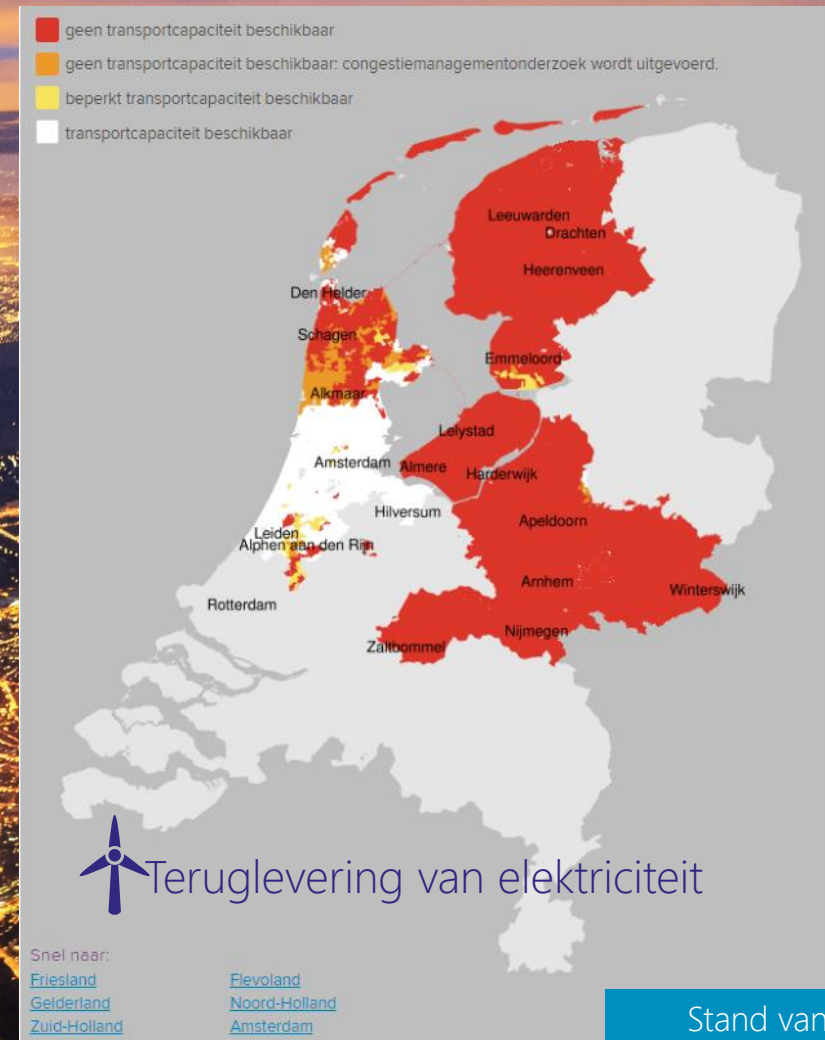 geen transportcapaciteit beschikbaar
geen transportcapaciteit beschikbaar: congestiemanagementonderzoek wordt uitgevoerd.
beperkt transportcapaciteit beschikbaar
transportcapaciteit beschikbaar
Leeuwarden
Drachten
Heerenveen
Den Helder
Schagen
Emmeloord
Alkmaar
Lelystad
Amsterdam
Almere
Harderwijk
Hilversum
Apeldoorn
Leiden
Alphen aan den Rijn
Arnhem
Winterswijk
Rotterdam
Nijmegen
Zaltbommel
Teruglevering van elektriciteit
Snel naar:
Friesland
Flevoland
Gelderland
Noord-Holland
Zuid-Holland
Amsterdam
Stand van